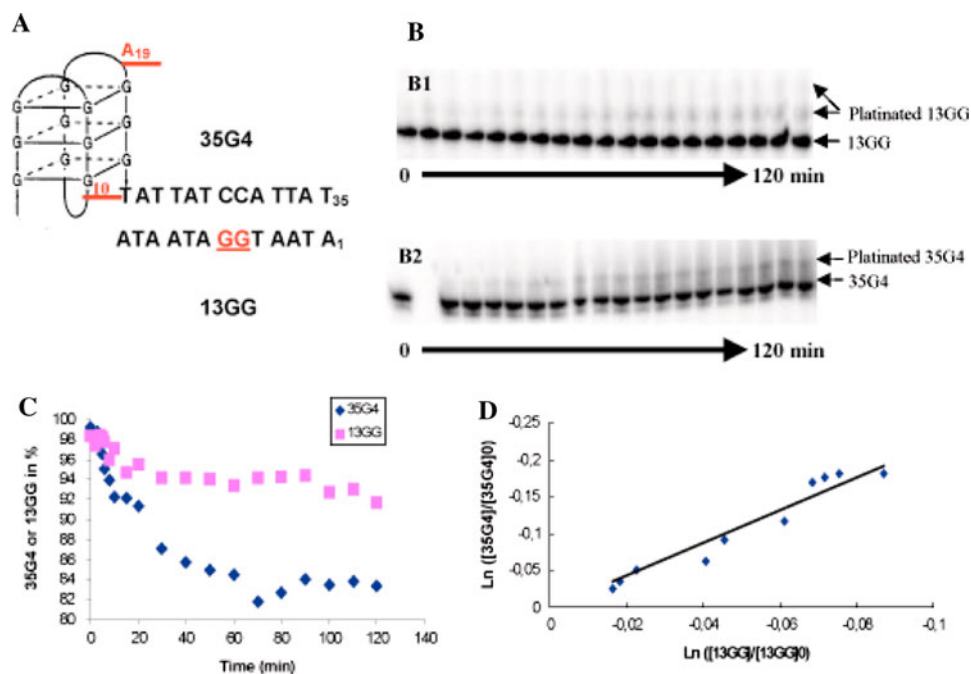 A
A19
G G G G
G G G G
G G G G
35G4
10
TAT TAT CCA TTA T35
ATA ATA GGT AAT A1
13GG
B
B1
Platinated 13GG
13GG
0 120 min
B2
Platinated 35G4
35G4
0 120 min
C
35G4
13GG
35G4 or 13GG in %
100
98
96
94
92
90
88
86
84
82
80
0 20 40 60 80 100 120 140
Time (min)
D
Ln ([35G4]/[35G4]0)
-0,25
-0,2
-0,15
-0,1
-0,05
0
0 -0,02 -0,04 -0,06 -0,08 -0,1
Ln ([13GG]/[13GG]0)